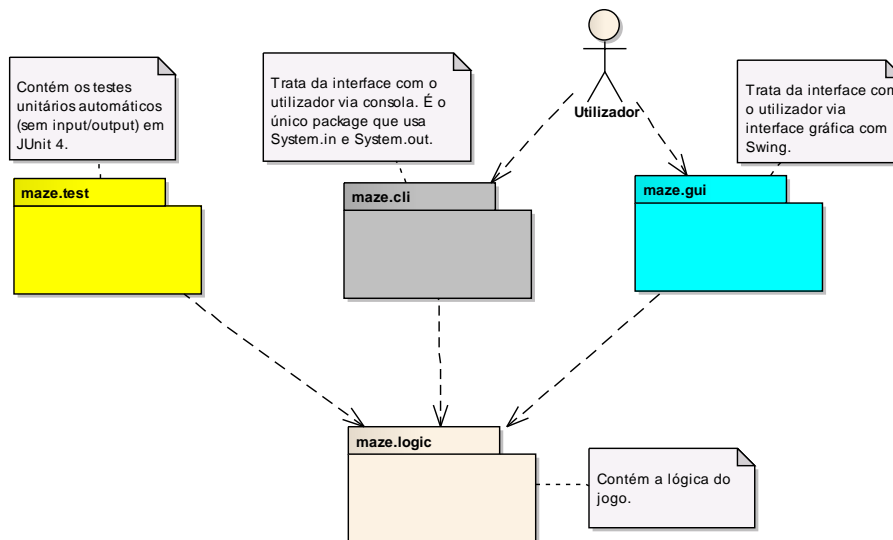 Contém os testes
unitários automáticos
(sem input/output) em
JUnit 4.
Trata da interface com o
utilizador via consola. É o
único package que usa
System.in e System.out.
Utilizador
Trata da interface com
o utilizador via
interface gráfica com
Swing.
maze.test
maze.cli
maze.gui
maze.logic
Contém a lógica do
jogo.